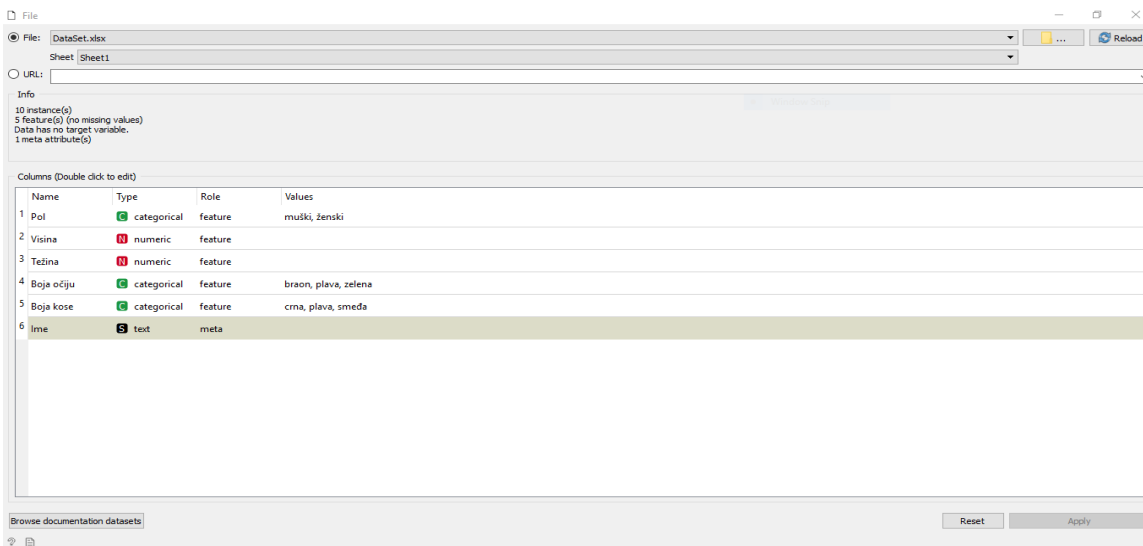 File
File: DataSet.xlsx ... Reload
Sheet Sheet1
URL:
Info
10 instance(s)
5 feature(s) (no missing values)
Data has no target variable.
1 meta attribute(s)
Columns (Double click to edit)
Name Type Role Values
1 Pol C categorical feature muški, ženski
2 Visina N numeric feature
3 Težina N numeric feature
4 Boja očiju C categorical feature braon, plava, zelena
5 Boja kose C categorical feature crna, plava, smeđa
6 Ime S text meta
Browse documentation datasets Reset Apply
?